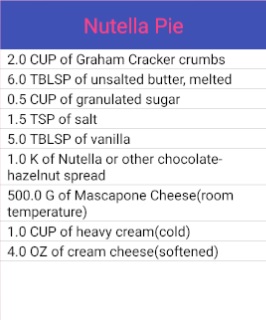 Nutella Pie
2.0 CUP of Graham Cracker crumbs
6.0 TBLSP of unsalted butter, melted
0.5 CUP of granulated sugar
1.5 TSP of salt
5.0 TBLSP of vanilla
1.0 K of Nutella or other chocolate-
hazelnut spread
500.0 G of Mascapone Cheese(room
temperature)
1.0 CUP of heavy cream(cold)
4.0 OZ of cream cheese(softened)